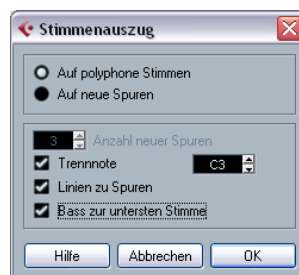 Stimmenauszug
Auf polyphone Stimmen
Auf neue Spuren
3 Anzahl neuer Spuren
Trennnote C3
Linien zu Spuren
Bass zur untersten Stimme
Hilfe Abbrechen OK